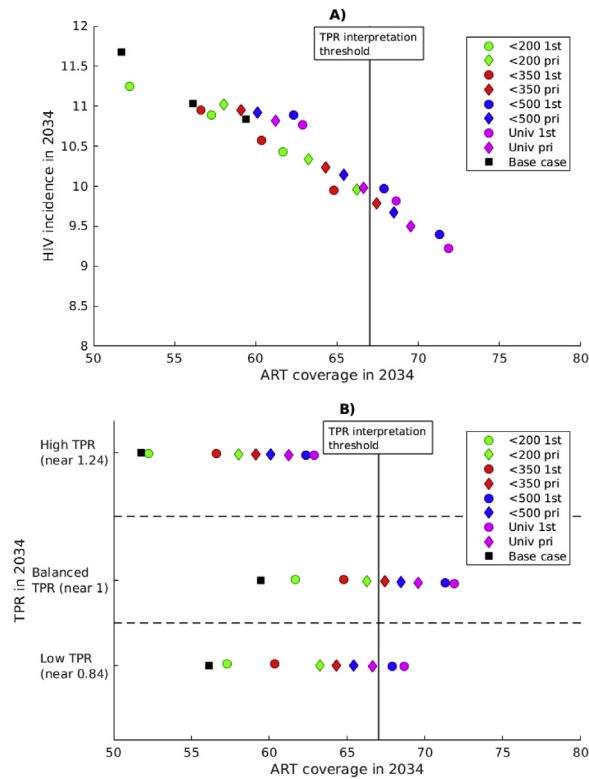 A)
TPR interpretation
threshold
12
11.5
11
10.5
10
9.5
9
8.5
8
HIV incidence in 2034
<200 1st
<200 pri
<350 1st
<350 pri
<500 1st
<500 pri
Univ 1st
Univ pri
Base case
50
55
60
65
70
75
80
ART coverage in 2034
B)
TPR interpretation
threshold
High TPR
(near 1.24)
Balanced
TPR (near 1)
Low TPR
(near 0.84)
TPR in 2034
<200 1st
<200 pri
<350 1st
<350 pri
<500 1st
<500 pri
Univ 1st
Univ pri
Base case
50
55
60
65
70
75
80
ART coverage in 2034